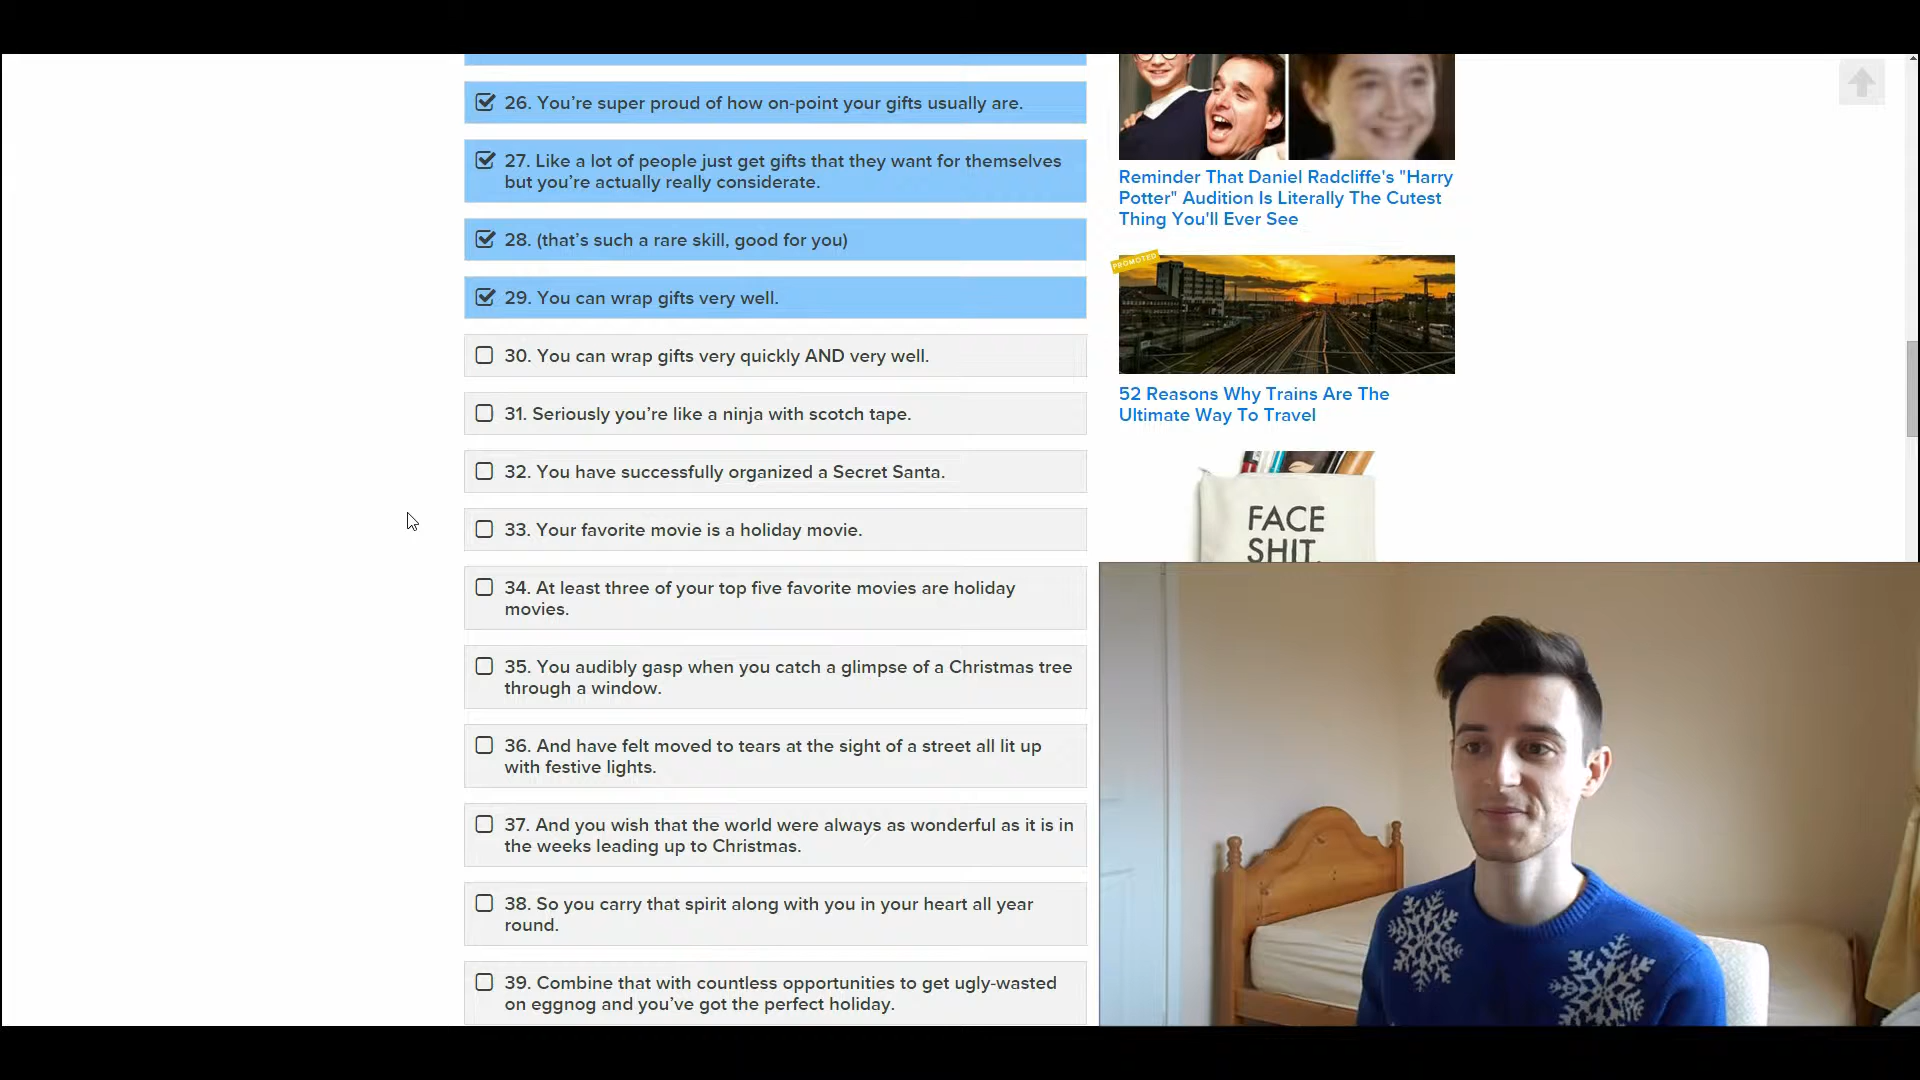 26. You’re super proud of how on-point your gifts usually are.
27. Like a lot of people just get gifts that they want for themselves
but you’re actually really considerate.
28. (that’s such a rare skill, good for you)
29. You can wrap gifts very well.
30. You can wrap gifts very quickly AND very well.
31. Seriously you’re like a ninja with scotch tape.
32. You have successfully organized a Secret Santa.
33. Your favorite movie is a holiday movie.
34. At least three of your top five favorite movies are holiday
movies.
35. You audibly gasp when you catch a glimpse of a Christmas tree
through a window.
36. And have felt moved to tears at the sight of a street all lit up
with festive lights.
37. And you wish that the world were always as wonderful as it is in
the weeks leading up to Christmas.
38. So you carry that spirit along with you in your heart all year
round.
39. Combine that with countless opportunities to get ugly-wasted
on eggnog and you’ve got the perfect holiday.
Reminder That Daniel Radcliffe's "Harry
Potter" Audition Is Literally The Cutest
Thing You'll Ever See
PROMOTED
52 Reasons Why Trains Are The
Ultimate Way To Travel
FACE
SHIT.